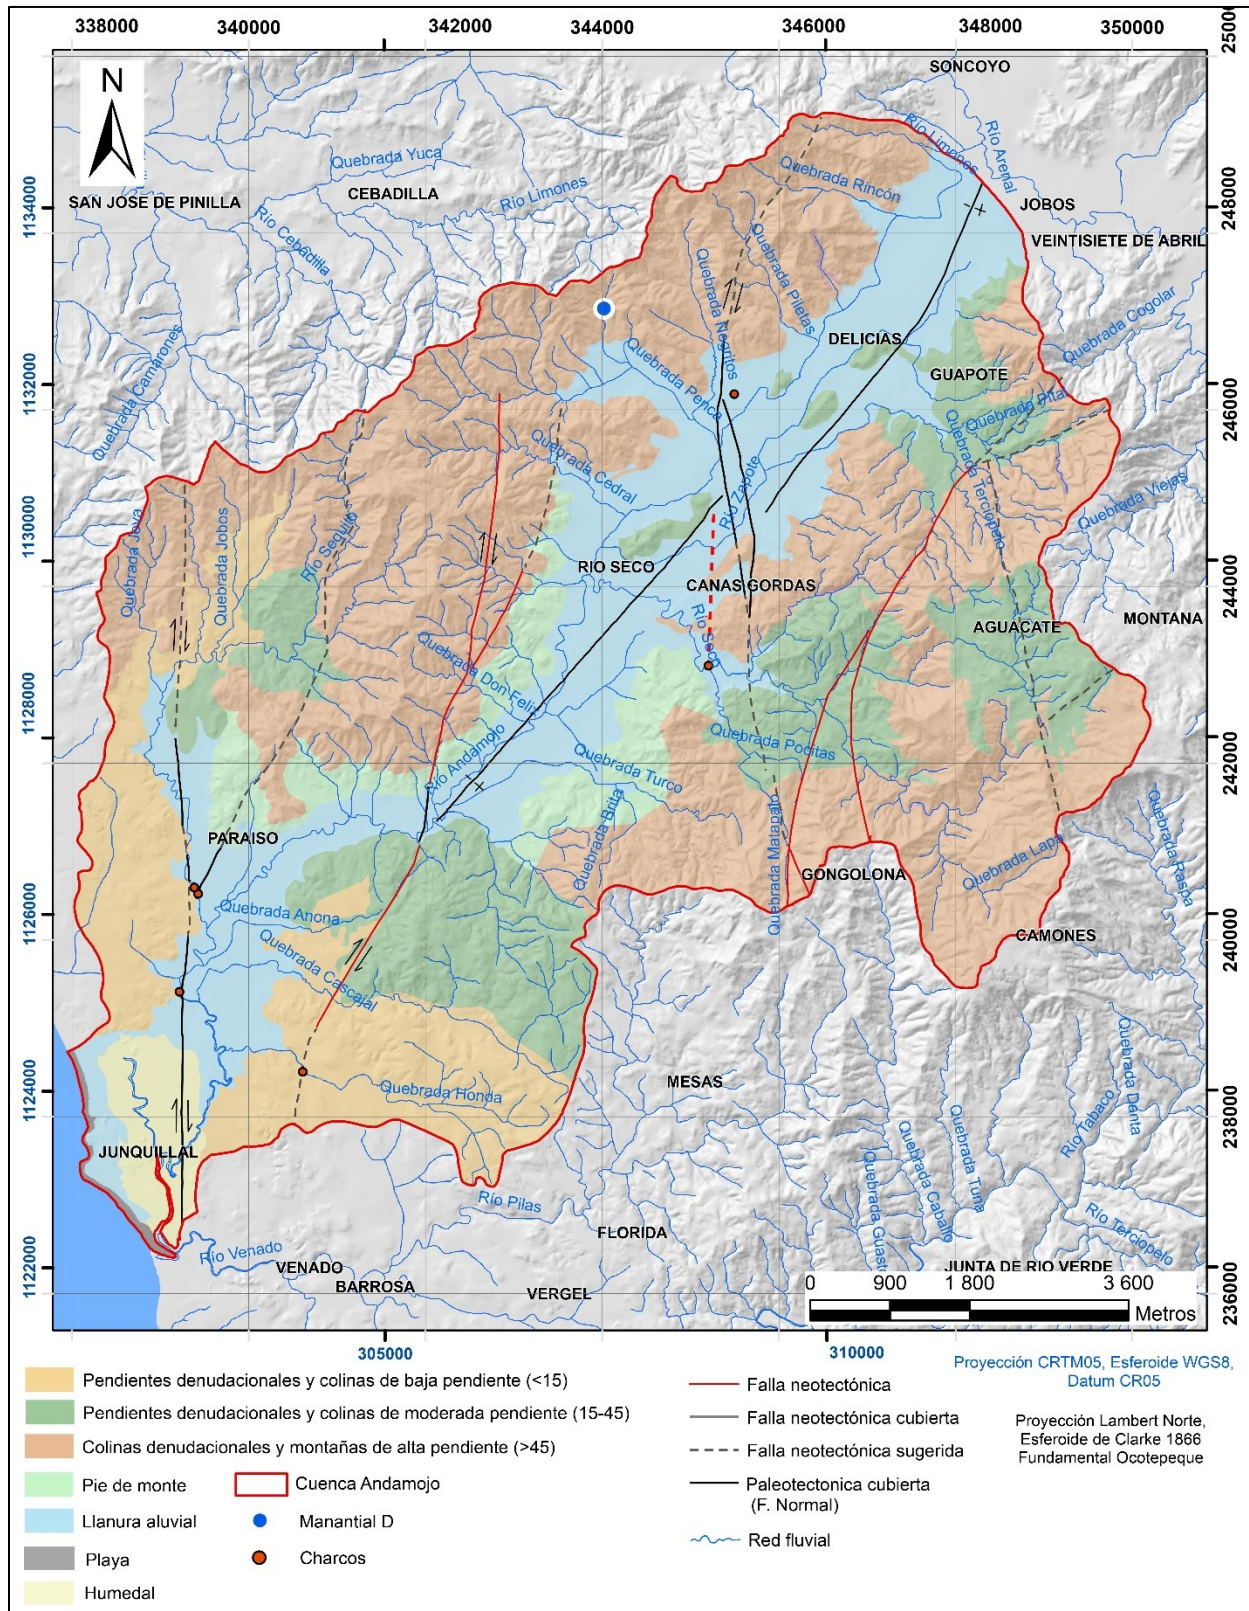 338000
340000
342000
344000
346000
348000
350000
N
SONCOYO
Río Limones
Río Arenal
Quebrada Yuca
Quebrada Rincón
SAN JOSE DE PINILLA
CEBADILLA
Río Limones
JOBOS
1134000
248000
Río Cebadilla
Quebrada Piletas
VEINTISIETE DE ABRIL
Quebrada Negritos
Quebrada Cogolar
Quebrada Camarones
DELICIAS
Quebrada Perica
GUAPOTE
1132000
246000
Quebrada Pilar
Quebrada Cedral
Río Zapote
Quebrada Terciopelo
Quebrada Viejas
Quebrada Joya
Quebrada Jobos
Río Seguito
1130000
244000
RIO SECO
CANAS GORDAS
Río Seco
AGUACATE
MONTANA
Quebrada Don Felix
1128000
242000
Quebrada Pocitas
Río Andamojo
Quebrada Turco
Quebrada Brita
Quebrada Matapalo
Quebrada Raspa
PARAISO
Quebrada Lapa
GONGOLONA
1126000
240000
Quebrada Anona
CAMONES
Quebrada Cascajal
MESAS
Quebrada Danta
1124000
238000
Quebrada Honda
Río Tabaco
JUNQUILLAL
Quebrada Tuna
Quebrada Caballo
Río Pilas
Río Terciopelo
Río Venado
FLORIDA
1122000
236000
VENADO
JUNTA DE RIO VERDE
BARROSA
VERGEL
0 900 1 800 3 600
Metros
305000
310000
Proyección CRTM05, Esferoide WGS8,
Datum CR05
Proyección Lambert Norte,
Esferoide de Clarke 1866
Fundamental Ocotepeque
Pendientes denudacionales y colinas de baja pendiente (<15)
Pendientes denudacionales y colinas de moderada pendiente (15-45)
Colinas denudacionales y montañas de alta pendiente (>45)
Pie de monte
Llanura aluvial
Playa
Humedal
Cuenca Andamojo
Manantial D
Charcos
Falla neotectónica
Falla neotectónica cubierta
Falla neotectónica sugerida
Paleotectonica cubierta
(F. Normal)
Red fluvial